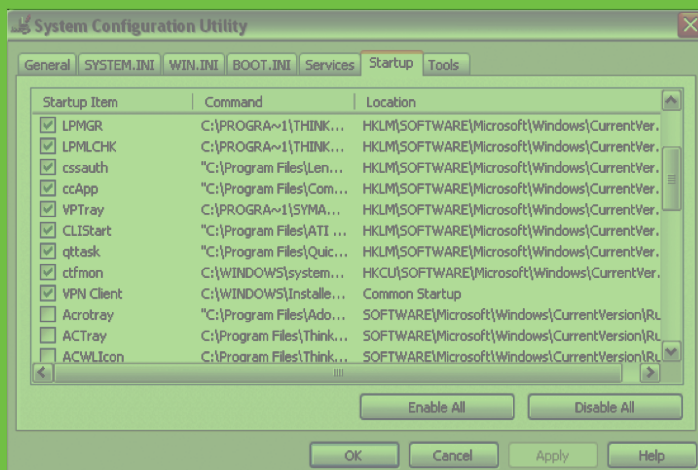 System Configuration Utility
General SYSTEM.INI WIN.INI BOOT.INI Services Startup Tools
Startup Item Command Location
LPMGR C:\PROGRA~1\THINK... HKLM\SOFTWARE\Microsoft\Windows\CurrentVer.
LPMLCHK C:\PROGRA~1\THINK... HKLM\SOFTWARE\Microsoft\Windows\CurrentVer.
cssauth "C:\Program Files\Len... HKLM\SOFTWARE\Microsoft\Windows\CurrentVer.
ccApp "C:\Program Files\Com... HKLM\SOFTWARE\Microsoft\Windows\CurrentVer.
VPTray C:\PROGRA~1\SYMA... HKLM\SOFTWARE\Microsoft\Windows\CurrentVer.
CLIStart "C:\Program Files\ATI ... HKLM\SOFTWARE\Microsoft\Windows\CurrentVer.
qttask "C:\Program Files\Quic... HKLM\SOFTWARE\Microsoft\Windows\CurrentVer.
ctfmon C:\WINDOWS\system... HKCU\SOFTWARE\Microsoft\Windows\CurrentVer.
VPN Client C:\WINDOWS\Installe... Common Startup
Acrotray "C:\Program Files\Ado... SOFTWARE\Microsoft\Windows\CurrentVersion\Ru
ACTray C:\Program Files\Think... SOFTWARE\Microsoft\Windows\CurrentVersion\Ru
ACWLIcon C:\Program Files\Think... SOFTWARE\Microsoft\Windows\CurrentVersion\Ru
Enable All Disable All
OK Cancel Apply Help